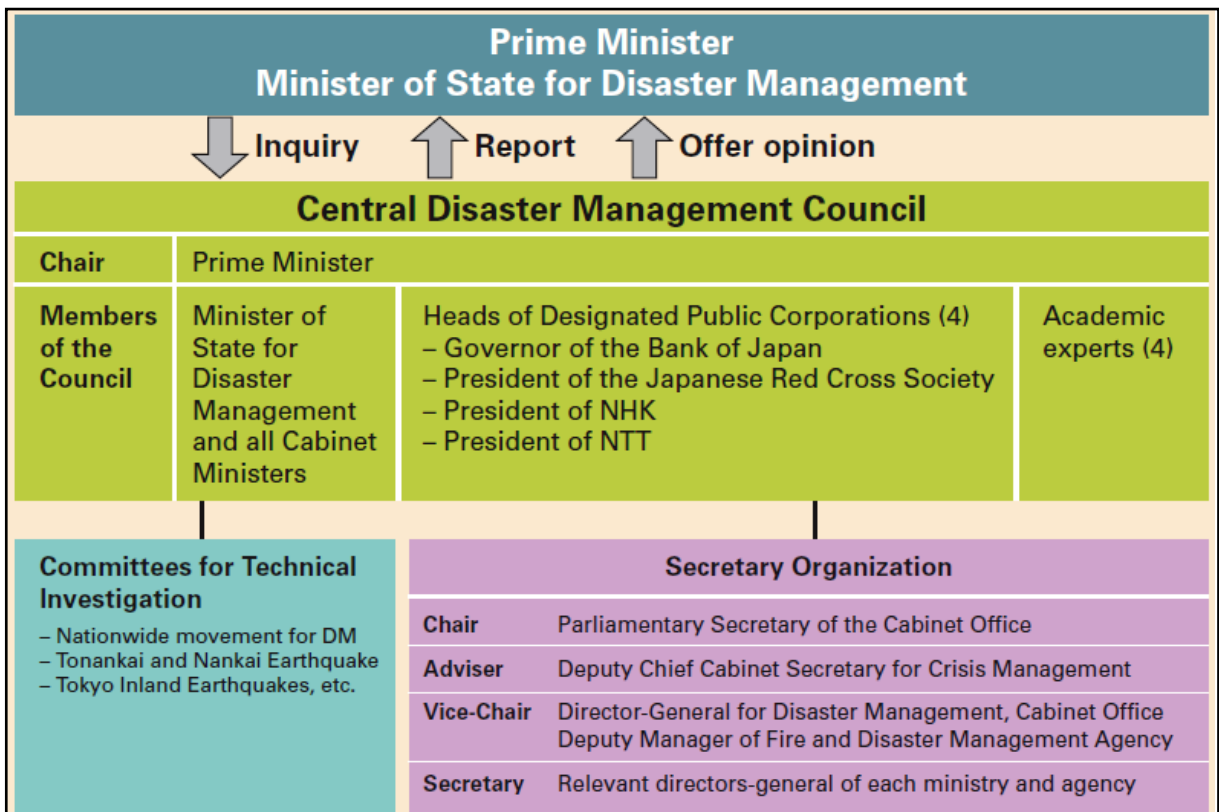 Prime Minister
Minister of State for Disaster Management
Inquiry
Report
Offer opinion
Central Disaster Management Council
Chair
Prime Minister
Members
of the
Council
Minister of
State for
Disaster
Management
and all Cabinet
Ministers
Heads of Designated Public Corporations (4)
– Governor of the Bank of Japan
– President of the Japanese Red Cross Society
– President of NHK
– President of NTT
Academic
experts (4)
Committees for Technical
Investigation
– Nationwide movement for DM
– Tonankai and Nankai Earthquake
– Tokyo Inland Earthquakes, etc.
Secretary Organization
Chair
Parliamentary Secretary of the Cabinet Office
Adviser
Deputy Chief Cabinet Secretary for Crisis Management
Vice-Chair
Director-General for Disaster Management, Cabinet Office
Deputy Manager of Fire and Disaster Management Agency
Secretary
Relevant directors-general of each ministry and agency